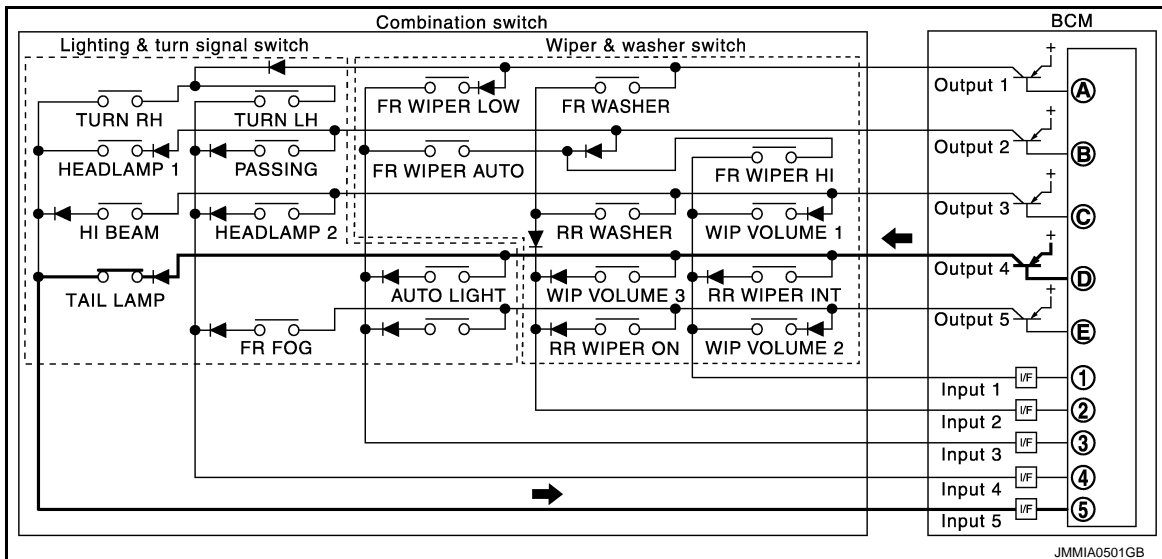 Combination switch
BCM
Lighting & turn signal switch
Wiper & washer switch
+
Output 1
A
TURN RH
TURN LH
FR WIPER LOW
FR WASHER
+
Output 2
B
HEADLAMP 1
PASSING
FR WIPER AUTO
FR WIPER HI
+
Output 3
C
HI BEAM
HEADLAMP 2
RR WASHER
WIP VOLUME 1
+
Output 4
D
TAIL LAMP
AUTO LIGHT
WIP VOLUME 3
RR WIPER INT
+
Output 5
E
FR FOG
RR WIPER ON
WIP VOLUME 2
Input 1
I/F
1
Input 2
I/F
2
Input 3
I/F
3
Input 4
I/F
4
Input 5
I/F
5
JMMIA0501GB